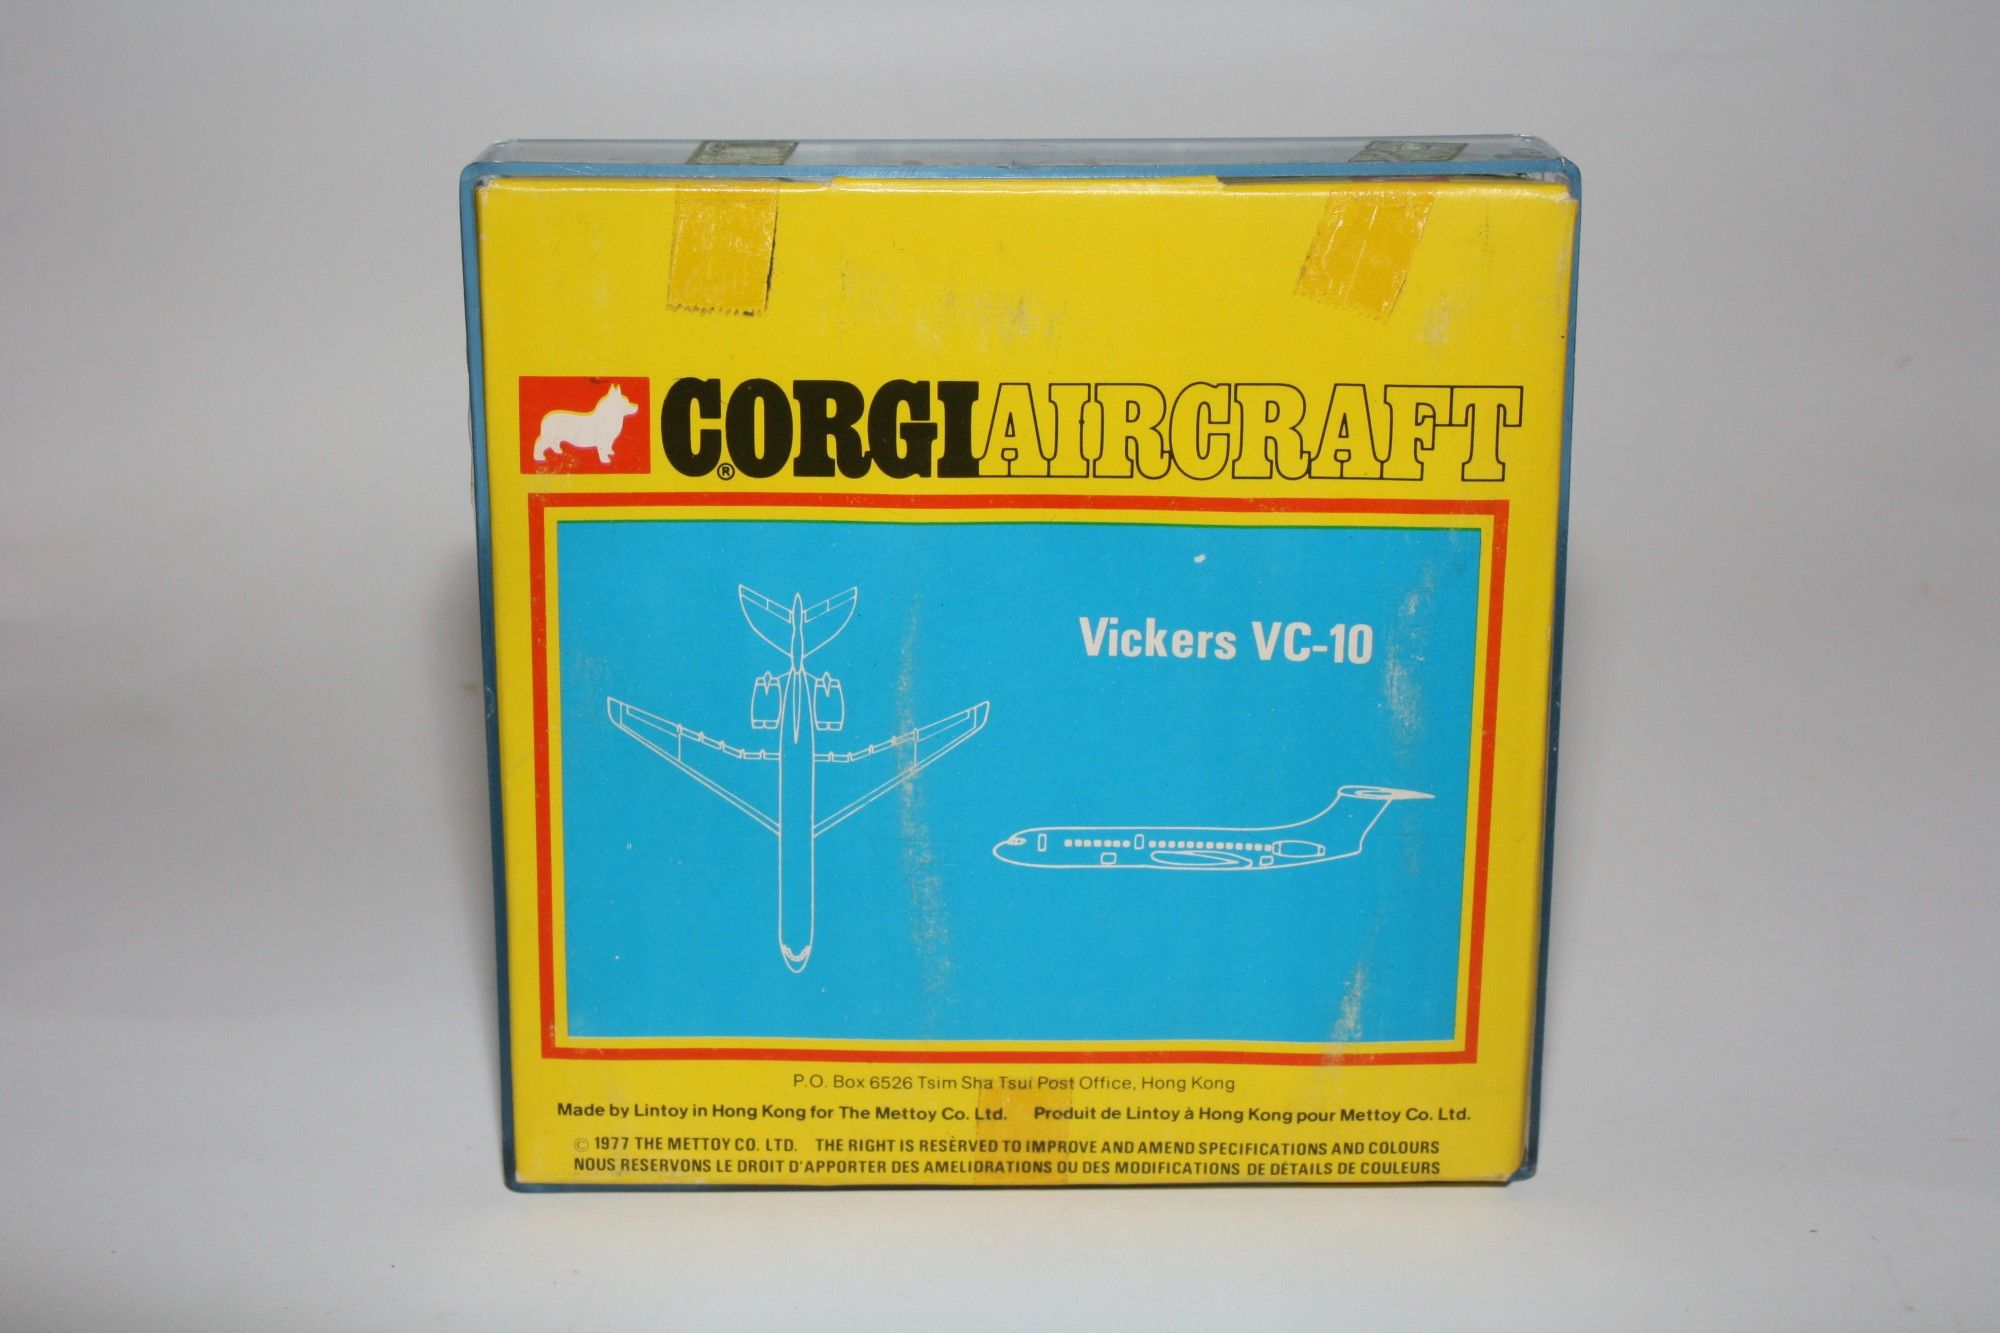 CORGI® AIRCRAFT
Vickers VC-10
P.O. Box 6526 Tsim Sha Tsui Post Office, Hong Kong
Made by Lintoy in Hong Kong for The Mettoy Co. Ltd. Produit de Lintoy à Hong Kong pour Mettoy Co. Ltd.
© 1977 THE METTOY CO. LTD. THE RIGHT IS RESERVED TO IMPROVE AND AMEND SPECIFICATIONS AND COLOURS
NOUS RESERVONS LE DROIT D'APPORTER DES AMELIORATIONS OU DES MODIFICATIONS DE DÉTAILS DE COULEURS